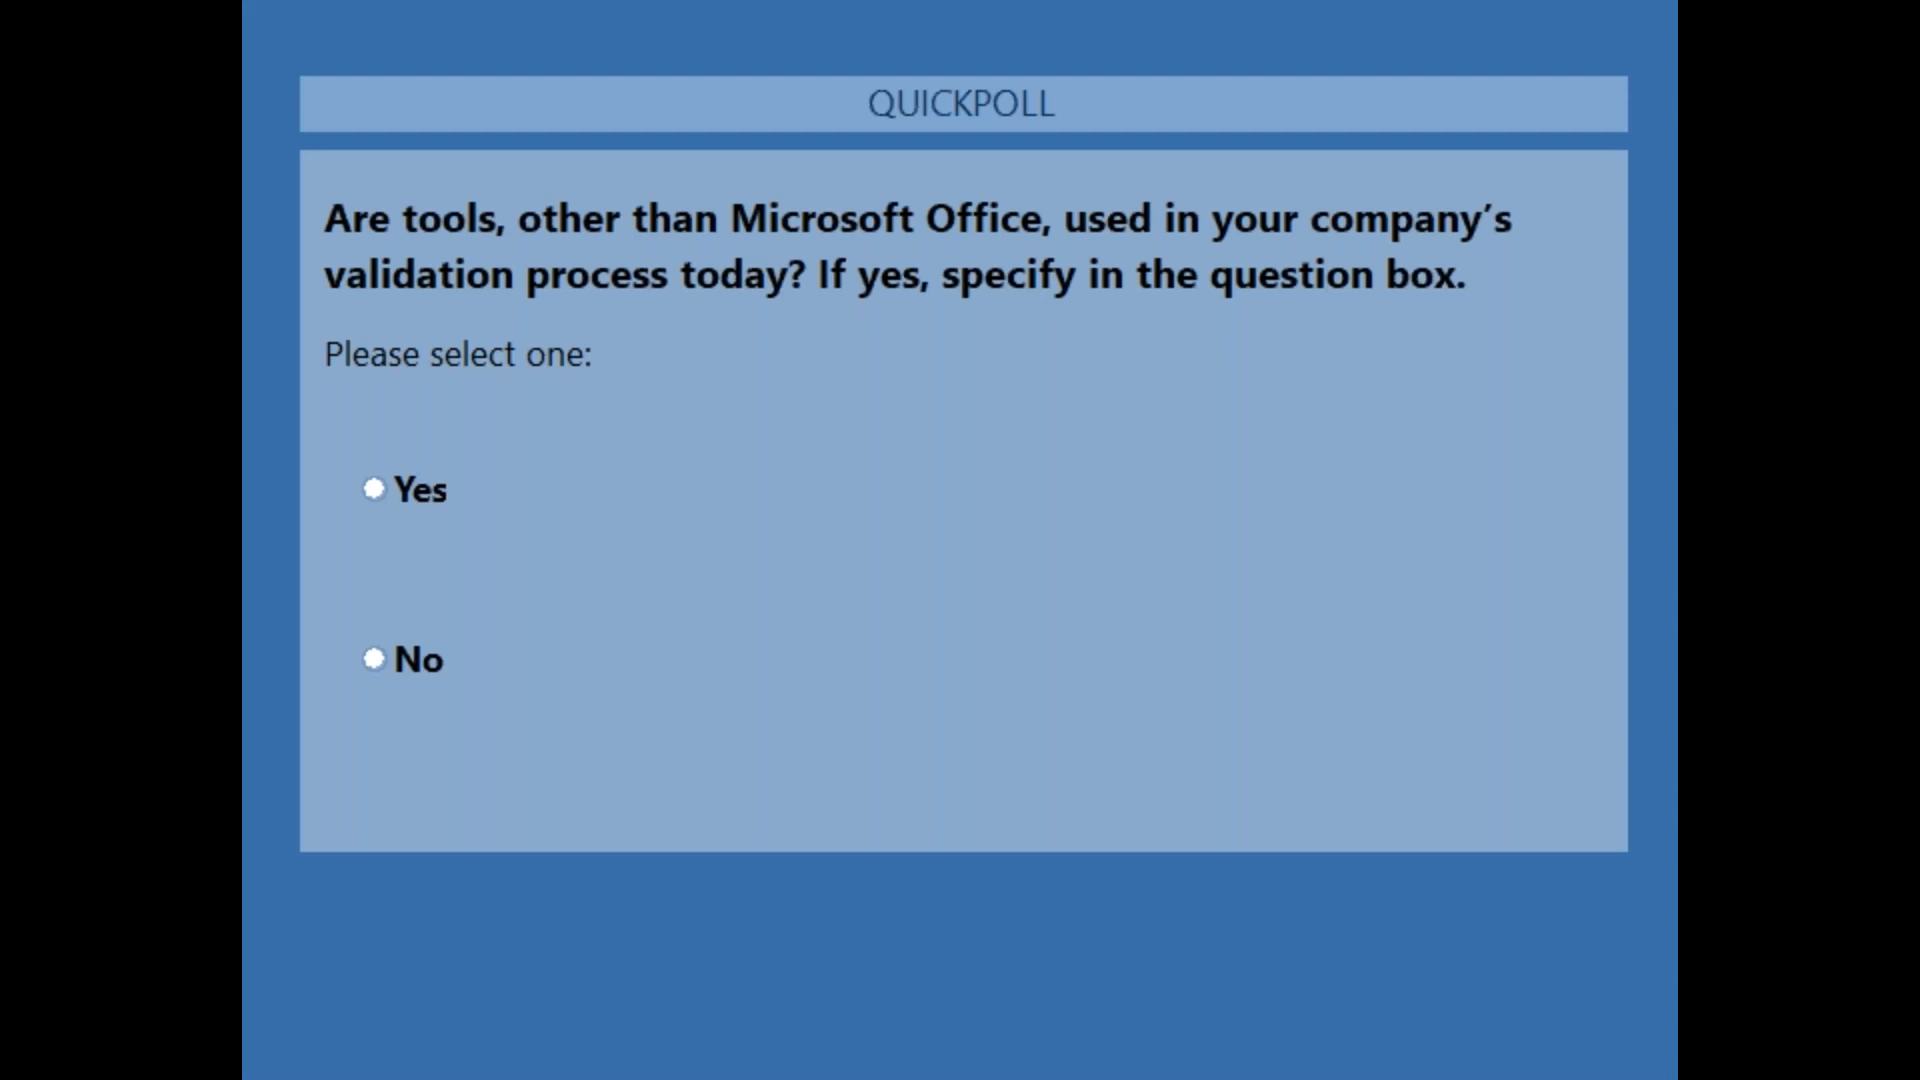 QUICKPOLL
Are tools, other than Microsoft Office, used in your company’s
validation process today? If yes, specify in the question box.
Please select one:
Yes
No